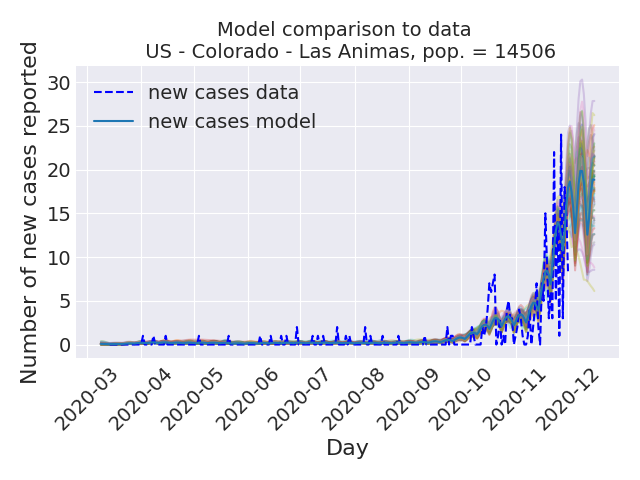 Model comparison to data
US - Colorado - Las Animas, pop. = 14506
Number of new cases reported
30
25
20
15
10
5
0
new cases data
new cases model
2020-03
2020-04
2020-05
2020-06
2020-07
2020-08
2020-09
2020-10
2020-11
2020-12
Day